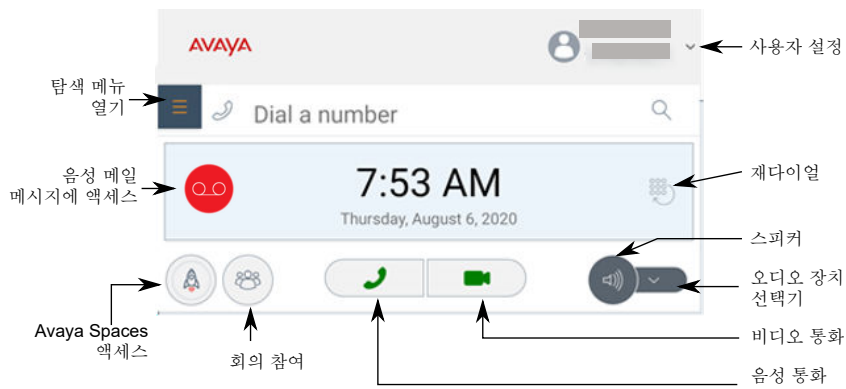 AVAYA
사용자 설정
탐색 메뉴
열기
Dial a number
음성 메일
메시지에 액세스
7:53 AM
Thursday, August 6, 2020
재다이얼
스피커
오디오 장치
선택기
Avaya Spaces
액세스
회의 참여
비디오 통화
음성 통화